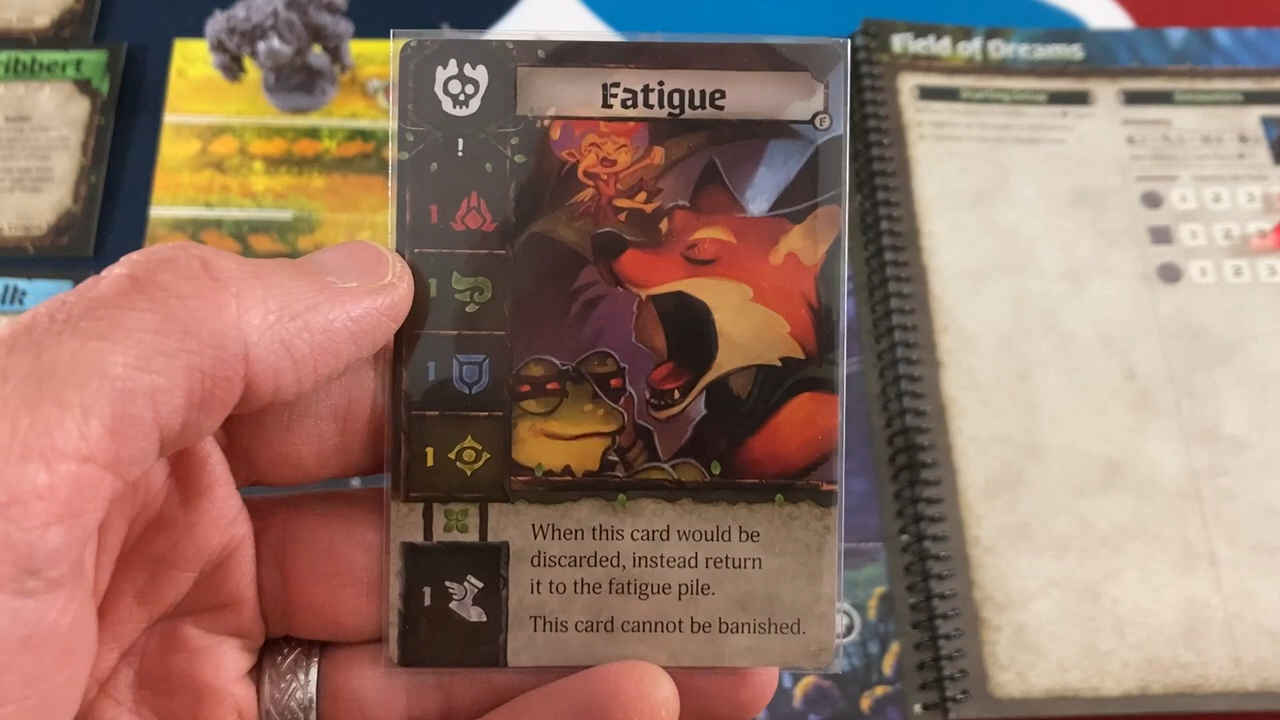 ribbert
lk
Fatigue
F
!
1
1
1
1
1
When this card would be
discarded, instead return
it to the fatigue pile.
This card cannot be banished.
Field of Dreams
1 2 3
1 2 3
1 2 3